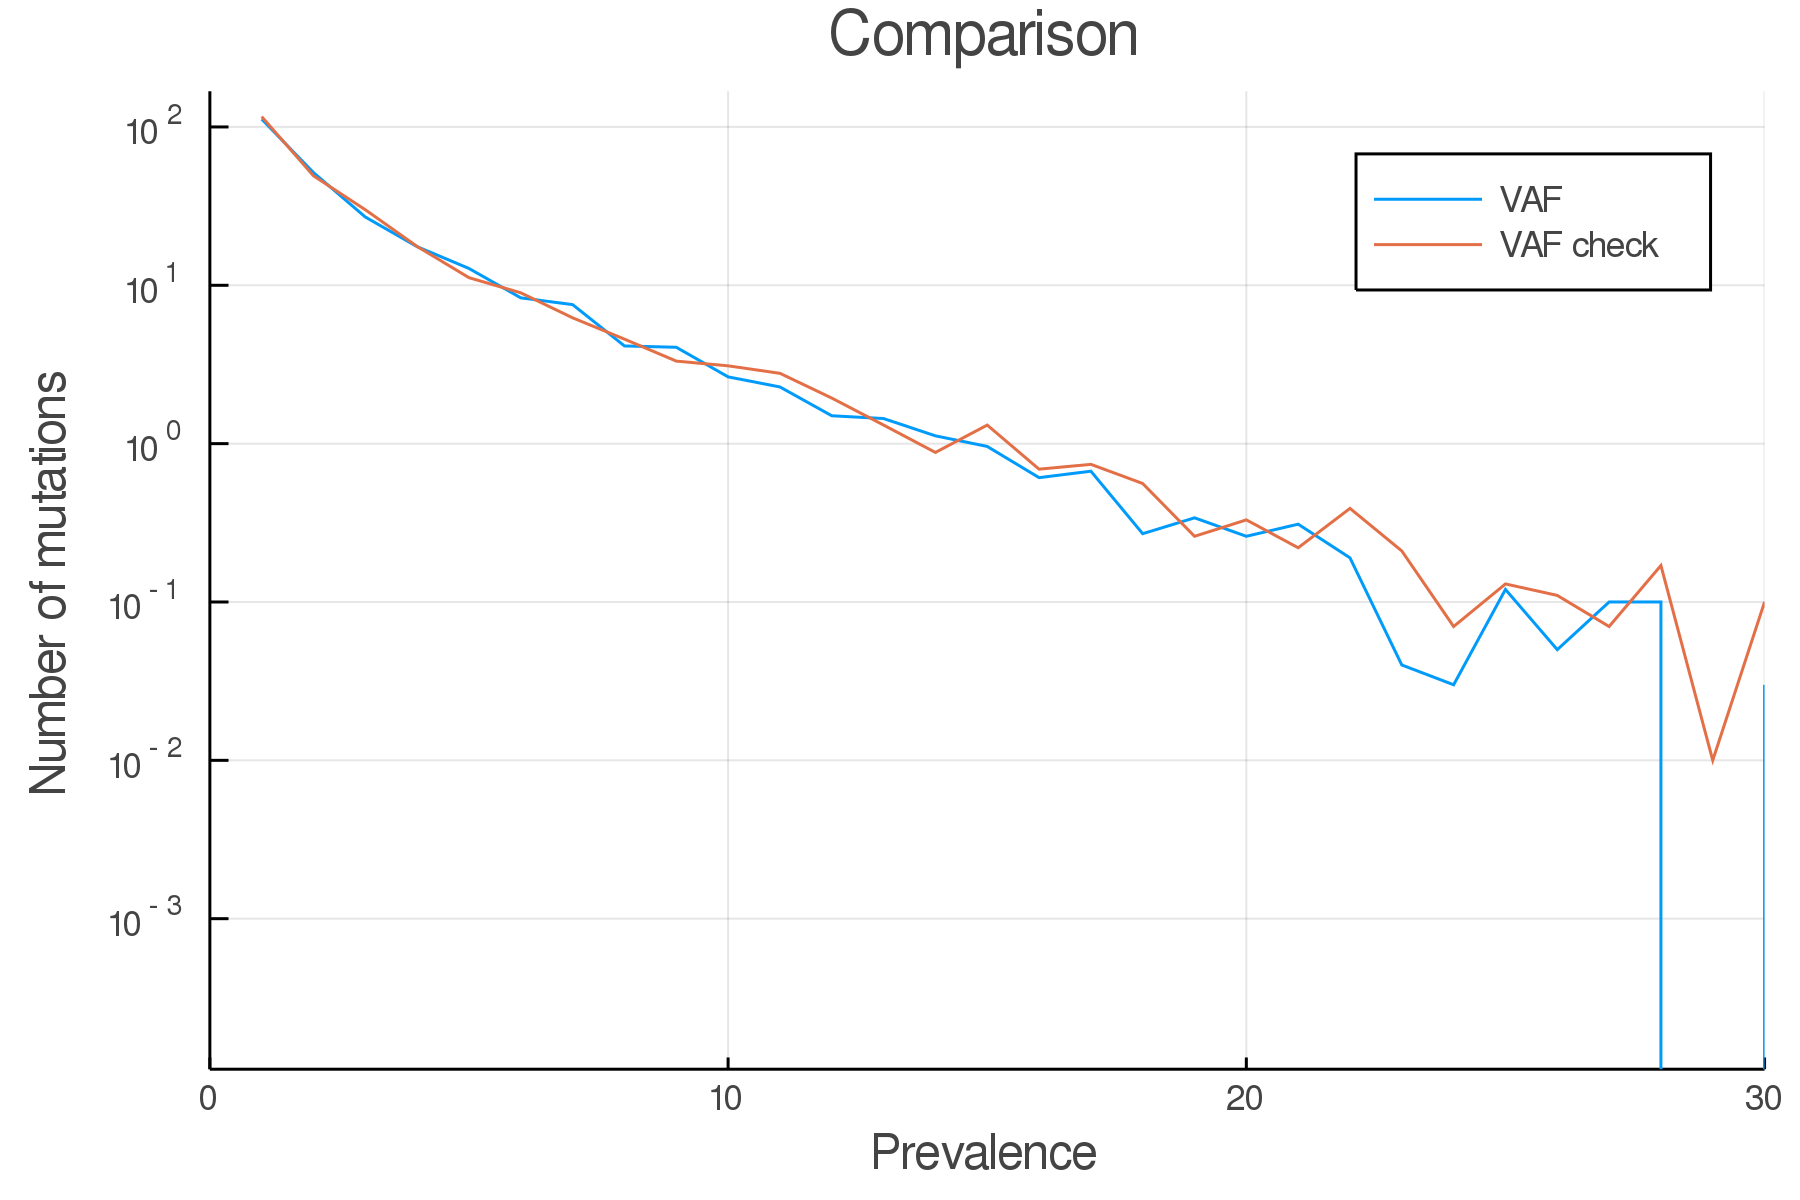 Comparison
10 2
10 1
10 0
10 - 1
10 - 2
10 - 3
Number of mutations
VAF
VAF check
0 10 20 30
Prevalence